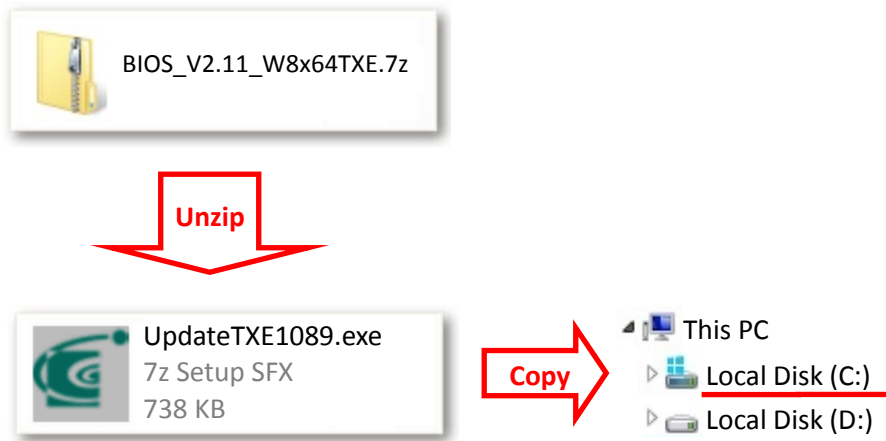 BIOS_V2.11_W8x64TXE.7z
Unzip
UpdateTXE1089.exe
7z Setup SFX
738 KB
Copy
This PC
Local Disk (C:)
Local Disk (D:)